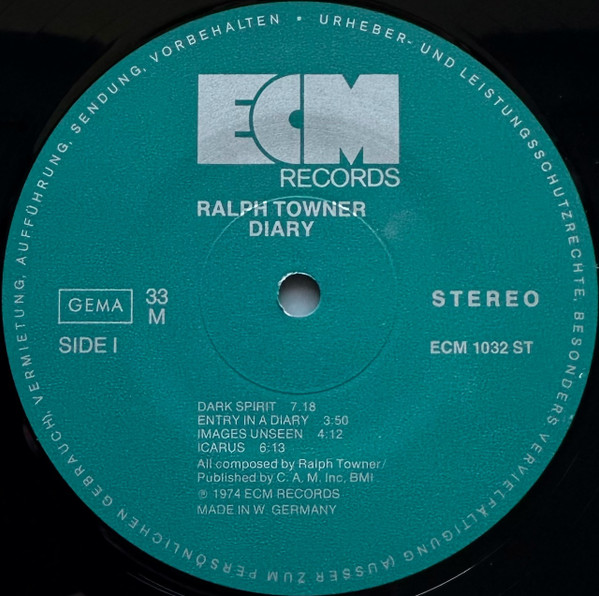 URHEBER- UND LEISTUNGSSCHUTZRECHTE, BESONDERS VERVIELFÄLTIGUNG (AUSSER ZUM PERSÖNLICHEN GEBRAUCH), VERMIETUNG, AUFFÜHRUNG, SENDUNG, VORBEHALTEN •
ECM
RECORDS
RALPH TOWNER
DIARY
GEMA
33
M
STEREO
SIDE I
ECM 1032 ST
DARK SPIRIT 7.18
ENTRY IN A DIARY 3:50
IMAGES UNSEEN 4:12
ICARUS 6:13
All composed by Ralph Towner/
Published by C. A. M. Inc, BMI
℗ 1974 ECM RECORDS
MADE IN W. GERMANY